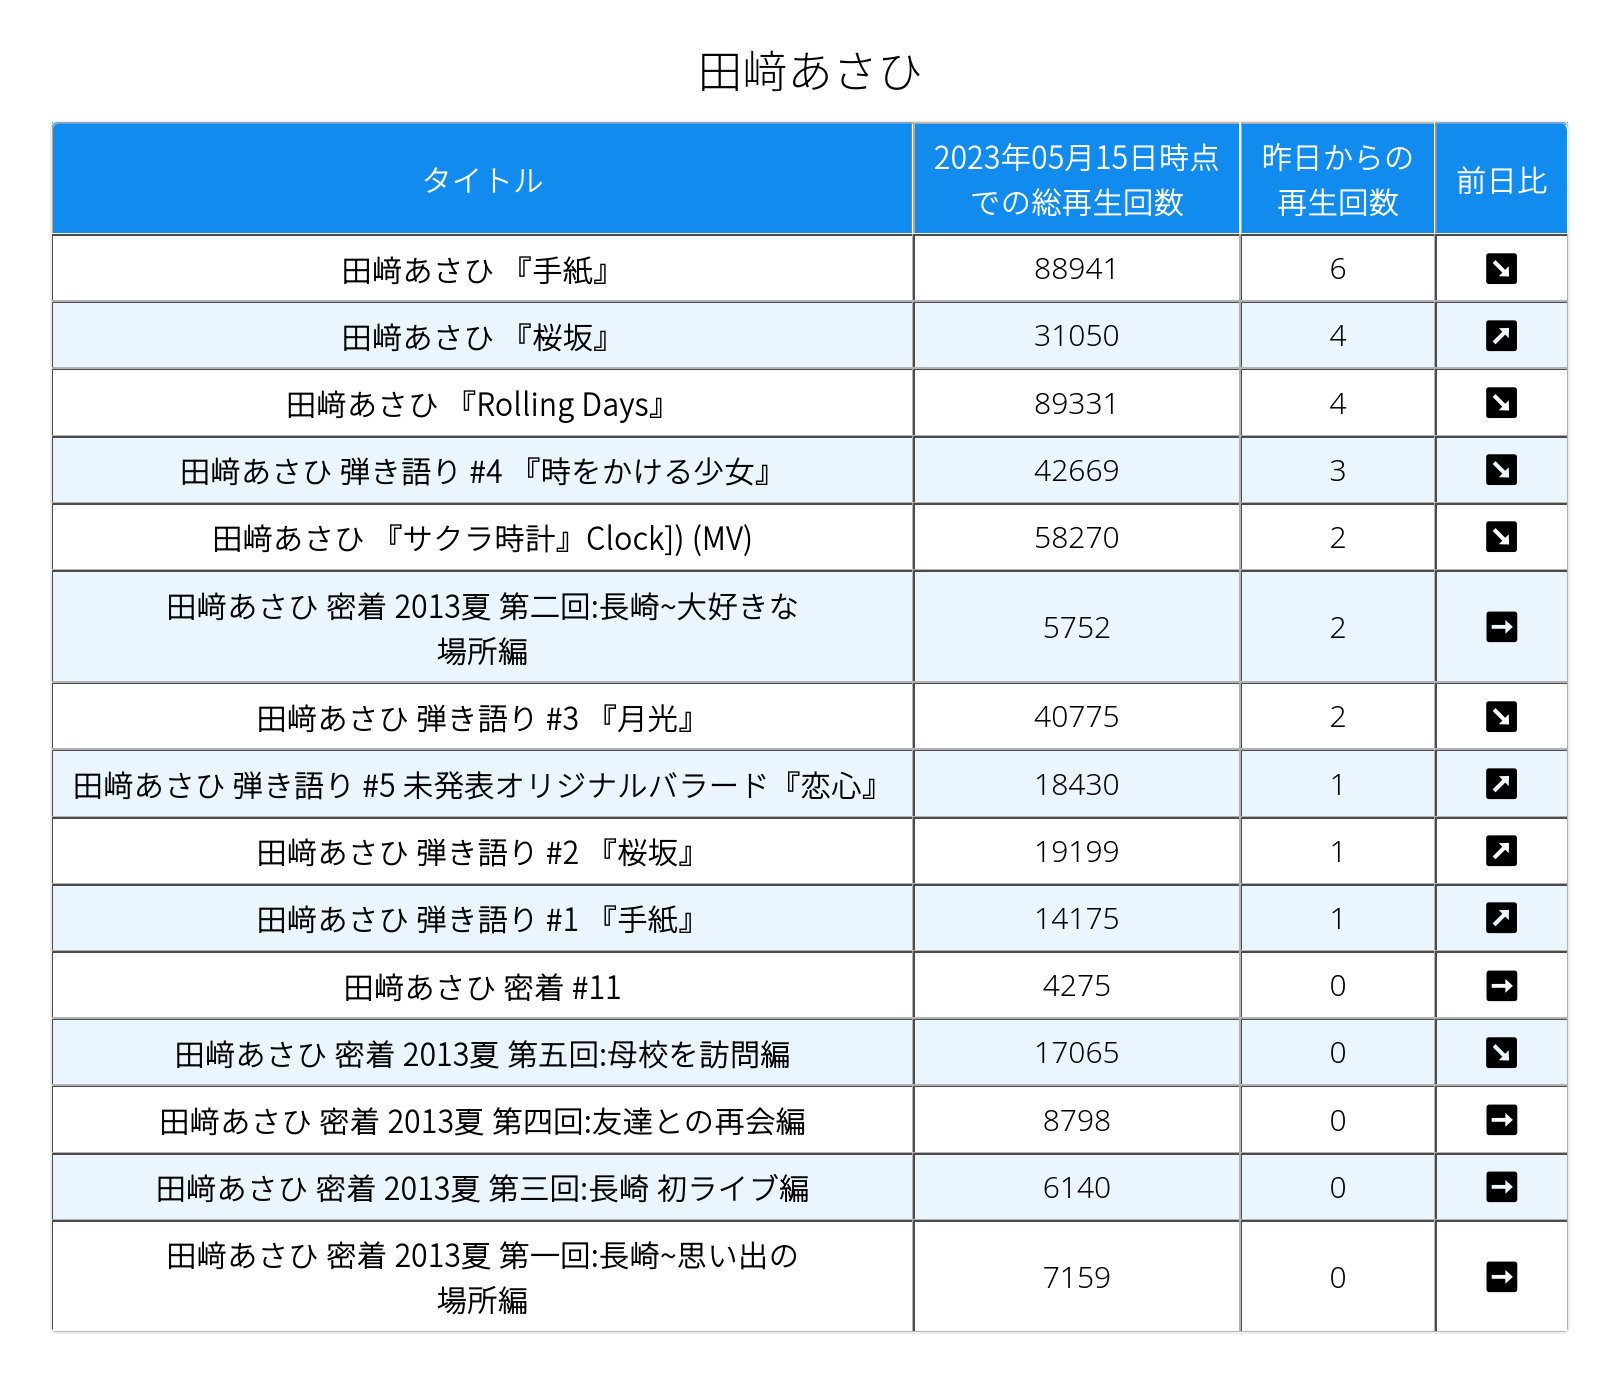 田﨑あさひ
タイトル
2023年05月15日時点
での総再生回数
昨日からの
再生回数
前日比
田﨑あさひ 『手紙』 88941 6 ↘
田﨑あさひ 『桜坂』 31050 4 ↗
田﨑あさひ 『Rolling Days』 89331 4 ↘
田﨑あさひ 弾き語り #4 『時をかける少女』 42669 3 ↘
田﨑あさひ 『サクラ時計』Clock]) (MV) 58270 2 ↘
田﨑あさひ 密着 2013夏 第二回:長崎~大好きな
場所編 5752 2 →
田﨑あさひ 弾き語り #3 『月光』 40775 2 ↘
田﨑あさひ 弾き語り #5 未発表オリジナルバラード『恋心』 18430 1 ↗
田﨑あさひ 弾き語り #2 『桜坂』 19199 1 ↗
田﨑あさひ 弾き語り #1 『手紙』 14175 1 ↗
田﨑あさひ 密着 #11 4275 0 →
田﨑あさひ 密着 2013夏 第五回:母校を訪問編 17065 0 ↘
田﨑あさひ 密着 2013夏 第四回:友達との再会編 8798 0 →
田﨑あさひ 密着 2013夏 第三回:長崎 初ライブ編 6140 0 →
田﨑あさひ 密着 2013夏 第一回:長崎~思い出の
場所編 7159 0 →